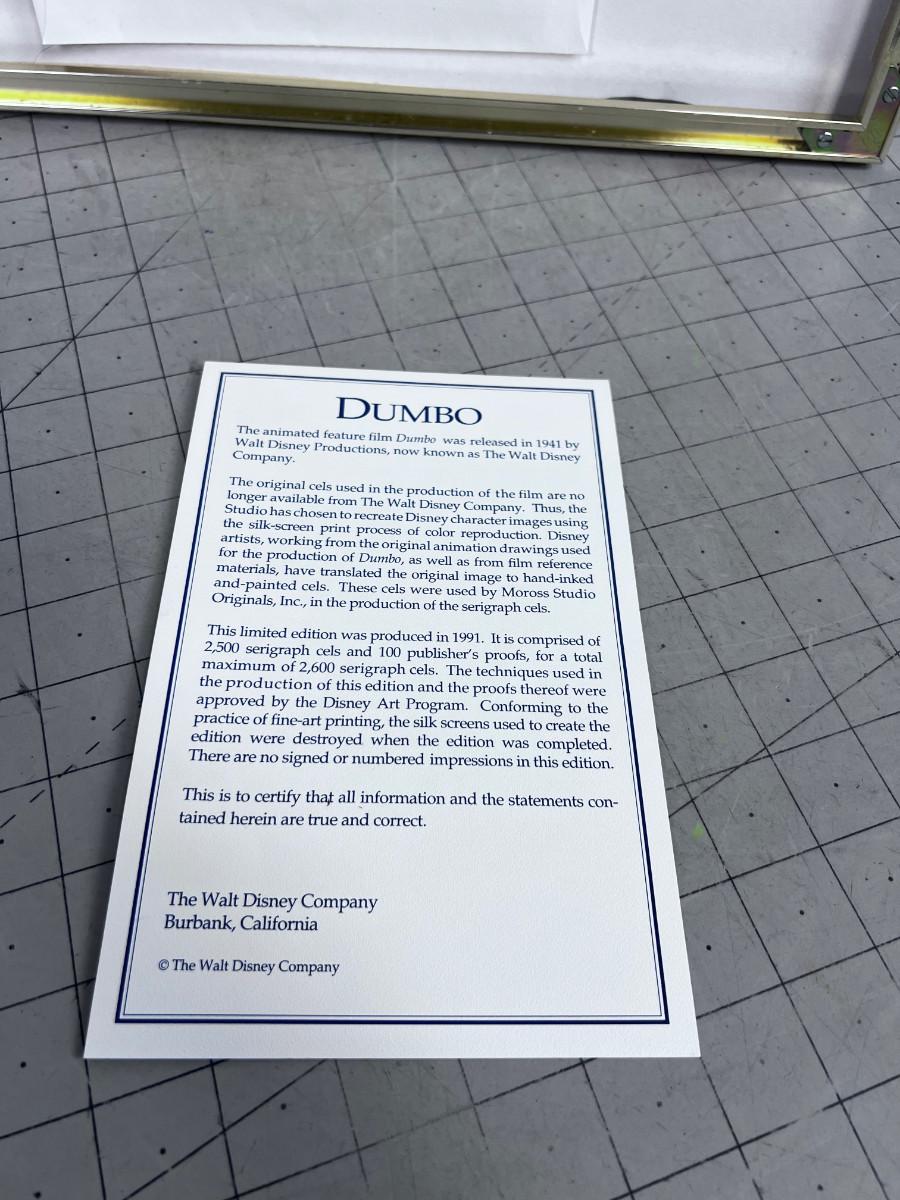 DUMBO
The animated feature film Dumbo was released in 1941 by
Walt Disney Productions, now known as The Walt Disney
Company.
The original cels used in the production of the film are no
longer available from The Walt Disney Company. Thus, the
Studio has chosen to recreate Disney character images using
the silk-screen print process of color reproduction. Disney
artists, working from the original animation drawings used
for the production of Dumbo, as well as from film reference
materials, have translated the original image to hand-inked
and-painted cels. These cels were used by Moross Studio
Originals, Inc., in the production of the serigraph cels.
This limited edition was produced in 1991. It is comprised of
2,500 serigraph cels and 100 publisher's proofs, for a total
maximum of 2,600 serigraph cels. The techniques used in
the production of this edition and the proofs thereof were
approved by the Disney Art Program. Conforming to the
practice of fine-art printing, the silk screens used to create the
edition were destroyed when the edition was completed.
There are no signed or numbered impressions in this edition.
This is to certify that all information and the statements con-
tained herein are true and correct.
The Walt Disney Company
Burbank, California
© The Walt Disney Company